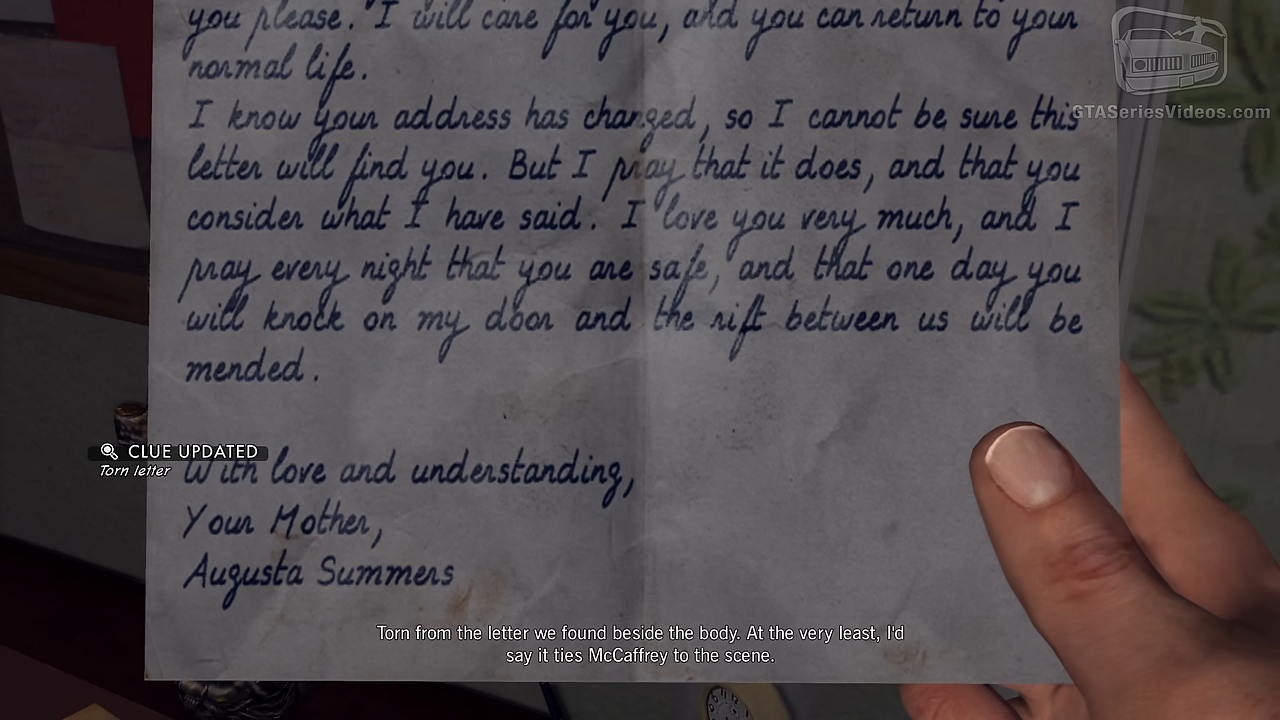 you please. I will care for you, and you can return to your
normal life.
I know your address has changed, so I cannot be sure this
letter will find you. But I pray that it does, and that you
consider what I have said. I love you very much, and I
pray every night that you are safe, and that one day you
will knock on my door and the rift between us will be
mended.
With love and understanding,
Your Mother,
Augusta Summers
GTASeriesVideos.com
CLUE UPDATED
Torn letter
Torn from the letter we found beside the body. At the very least, I'd
say it ties McCaffrey to the scene.